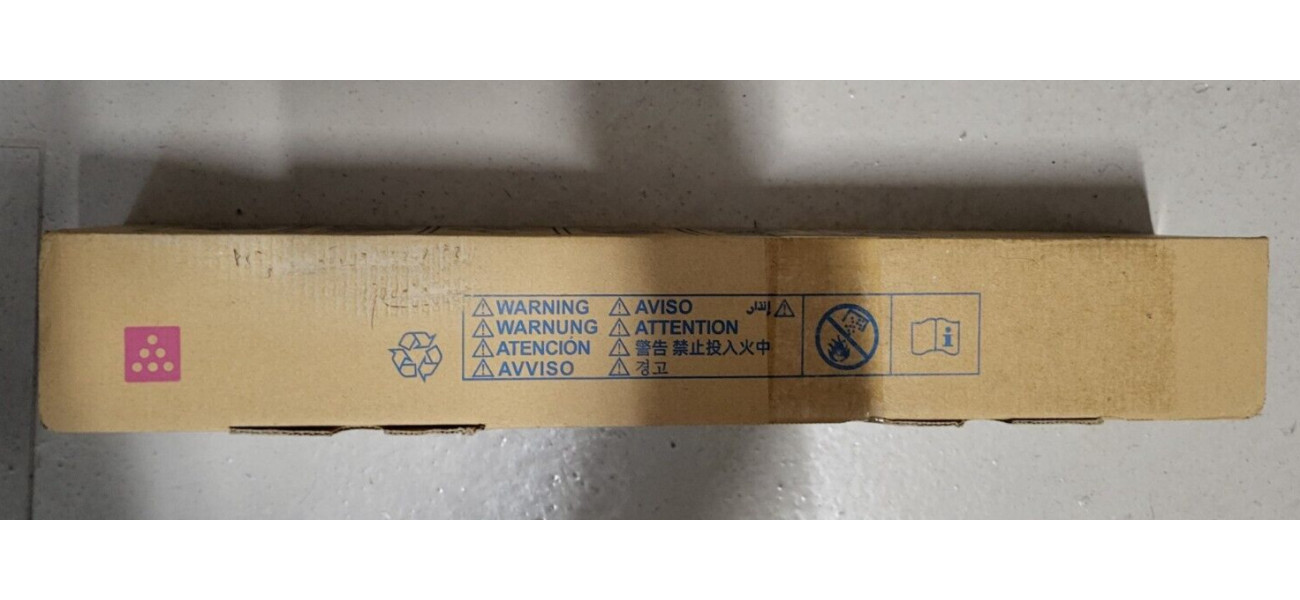 WARNING
WARNUNG
ATENCIÓN
AVVISO
AVISO
ATTENTION
警告 禁止投入火中
경고
إنذار